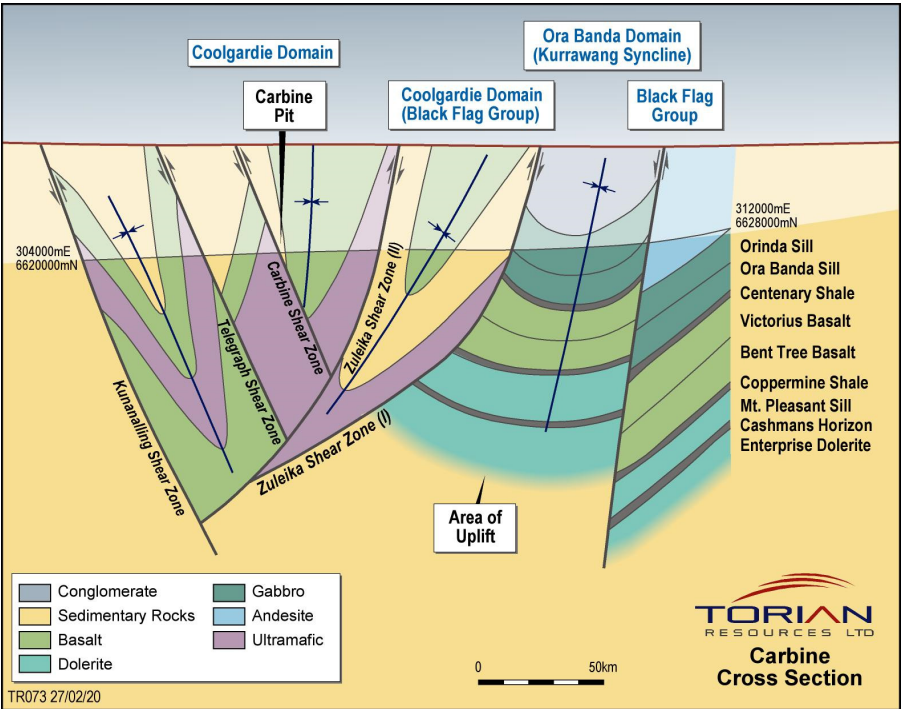 Coolgardie Domain
Ora Banda Domain
(Kurrawang Syncline)
Carbine
Pit
Coolgardie Domain
(Black Flag Group)
Black Flag
Group
304000mE
6620000mN
312000mE
6628000mN
Orinda Sill
Ora Banda Sill
Centenary Shale
Victorius Basalt
Bent Tree Basalt
Coppermine Shale
Mt. Pleasant Sill
Cashmans Horizon
Enterprise Dolerite
Kunanalling Shear Zone
Telegraph Shear Zone
Carbine Shear Zone
Zuleika Shear Zone (II)
Zuleika Shear Zone (I)
Area of
Uplift
Conglomerate
Sedimentary Rocks
Basalt
Dolerite
Gabbro
Andesite
Ultramafic
0 50km
TORIAN
RESOURCES LTD
Carbine
Cross Section
TR073 27/02/20